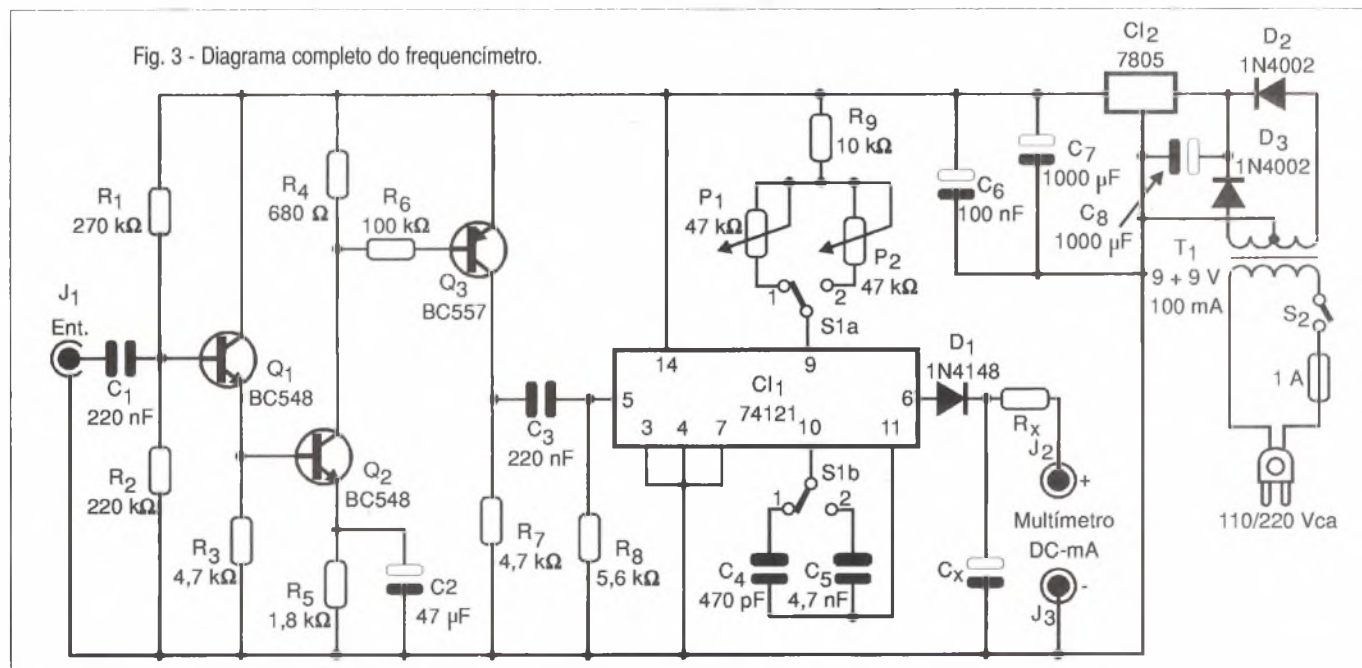 Fig. 3 - Diagrama completo do frequencímetro.
J1
Ent.
C1
220 nF
R1
270 kΩ
R2
220 kΩ
Q1
BC548
R3
4,7 kΩ
R4
680 Ω
Q2
BC548
R5
1,8 kΩ
C2
47 µF
R6
100 kΩ
Q3
BC557
R7
4,7 kΩ
C3
220 nF
R8
5,6 kΩ
R9
10 kΩ
P1
47 kΩ
P2
47 kΩ
1
2
S1a
14
9
5
CI1
74121
6
3
4
7
10
11
S1b
1
2
C4
470 pF
C5
4,7 nF
D1
1N4148
Rx
Cx
J2
+
Multímetro
DC-mA
-
J3
C6
100 nF
C7
1000 µF
CI2
7805
C8
1000 µF
D2
1N4002
D3
1N4002
T1
9 + 9 V
100 mA
S2
1 A
110/220 Vca